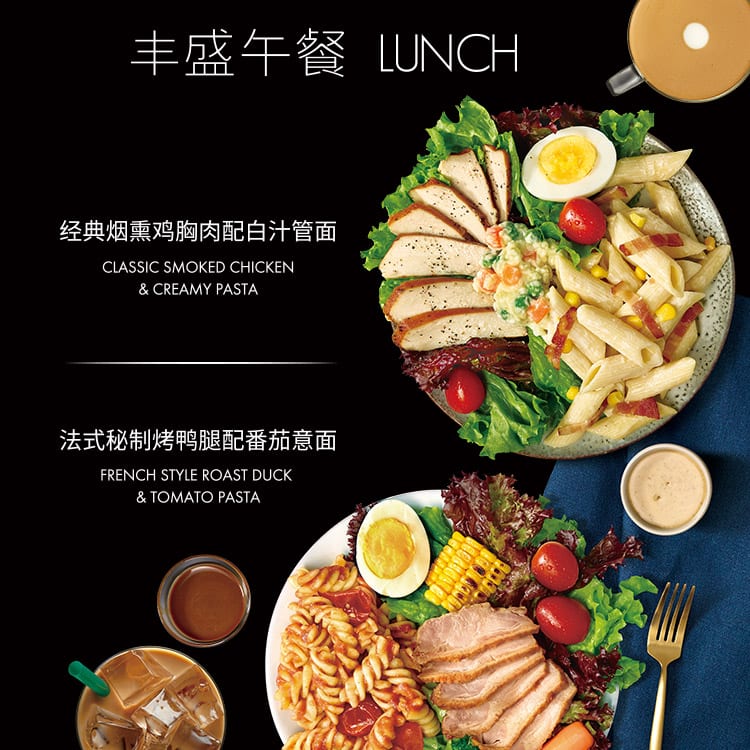 丰盛午餐 LUNCH
经典烟熏鸡胸肉配白汁管面
CLASSIC SMOKED CHICKEN
& CREAMY PASTA
法式秘制烤鸭腿配番茄意面
FRENCH STYLE ROAST DUCK
& TOMATO PASTA